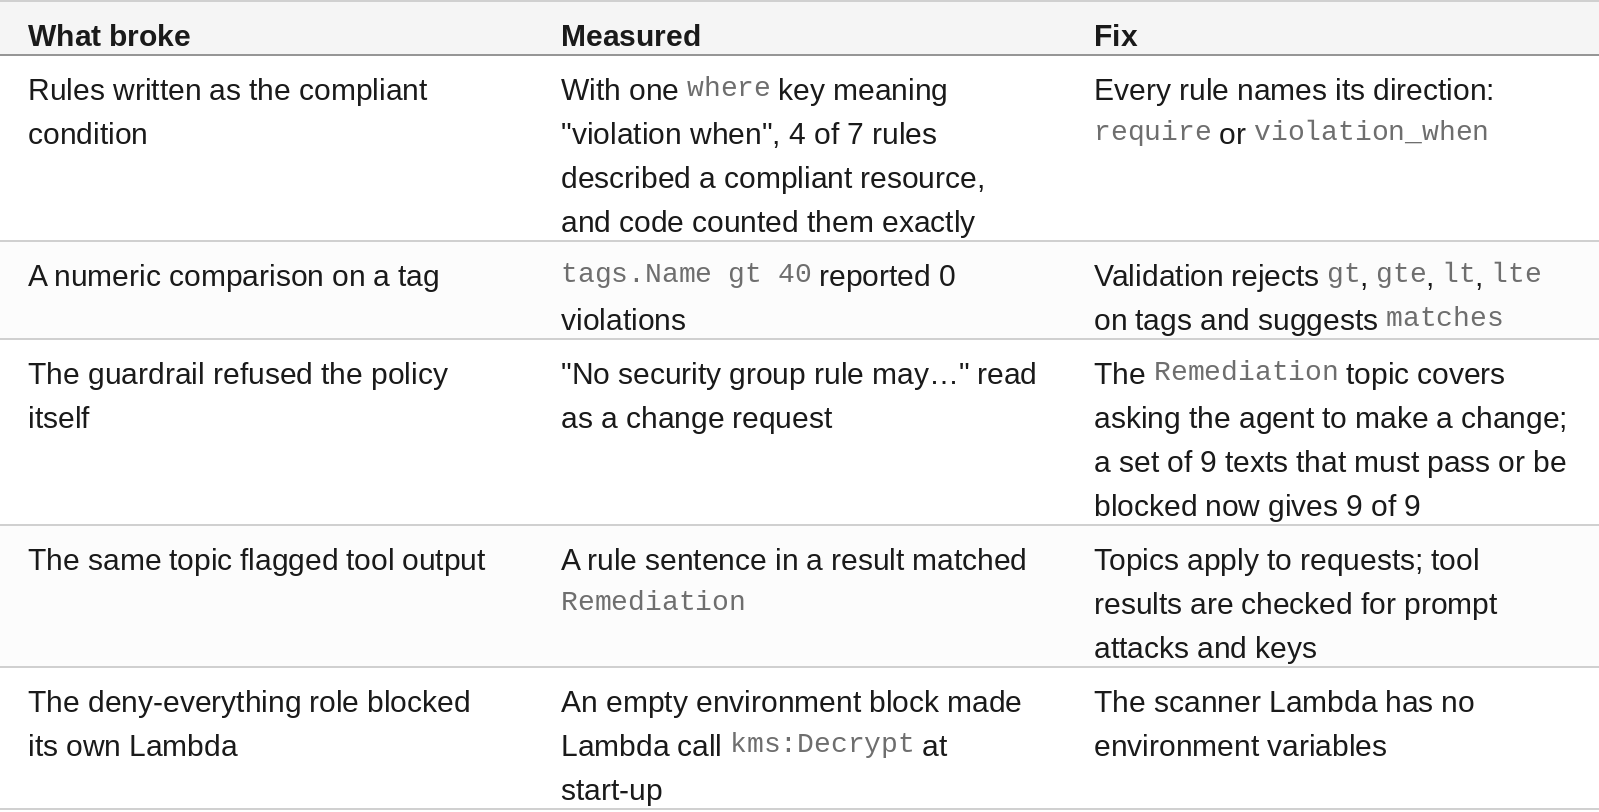 What broke
Measured
Fix
Rules written as the compliant
condition
With one where key meaning
"violation when", 4 of 7 rules
described a compliant resource,
and code counted them exactly
Every rule names its direction:
require or violation_when
A numeric comparison on a tag
tags.Name gt 40 reported 0
violations
Validation rejects gt, gte, lt, lte
on tags and suggests matches
The guardrail refused the policy
itself
"No security group rule may…" read
as a change request
The Remediation topic covers
asking the agent to make a change;
a set of 9 texts that must pass or be
blocked now gives 9 of 9
The same topic flagged tool output
A rule sentence in a result matched
Remediation
Topics apply to requests; tool
results are checked for prompt
attacks and keys
The deny-everything role blocked
its own Lambda
An empty environment block made
Lambda call kms:Decrypt at
start-up
The scanner Lambda has no
environment variables